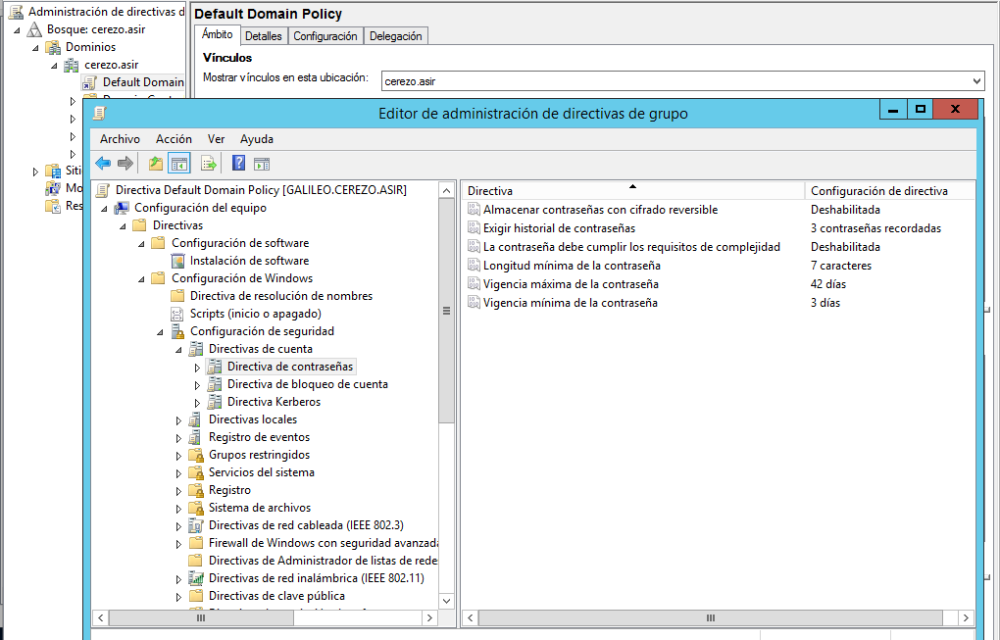 Administración de directivas d
Bosque: cerezo.asir
Dominios
cerezo.asir
Default Domain
Siti
Mo
Res
Default Domain Policy
Ámbito
Detalles
Configuración
Delegación
Vínculos
Mostrar vínculos en esta ubicación:
cerezo.asir
Editor de administración de directivas de grupo
Archivo
Acción
Ver
Ayuda
Directiva Default Domain Policy [GALILEO.CEREZO.ASIR]
Configuración del equipo
Directivas
Configuración de software
Instalación de software
Configuración de Windows
Directiva de resolución de nombres
Scripts (inicio o apagado)
Configuración de seguridad
Directivas de cuenta
Directiva de contraseñas
Directiva de bloqueo de cuenta
Directiva Kerberos
Directivas locales
Registro de eventos
Grupos restringidos
Servicios del sistema
Registro
Sistema de archivos
Directivas de red cableada (IEEE 802.3)
Firewall de Windows con seguridad avanzada
Directivas de Administrador de listas de rede
Directivas de red inalámbrica (IEEE 802.11)
Directivas de clave pública
Directiva
Configuración de directiva
Almacenar contraseñas con cifrado reversible
Deshabilitada
Exigir historial de contraseñas
3 contraseñas recordadas
La contraseña debe cumplir los requisitos de complejidad
Deshabilitada
Longitud mínima de la contraseña
7 caracteres
Vigencia máxima de la contraseña
42 días
Vigencia mínima de la contraseña
3 días